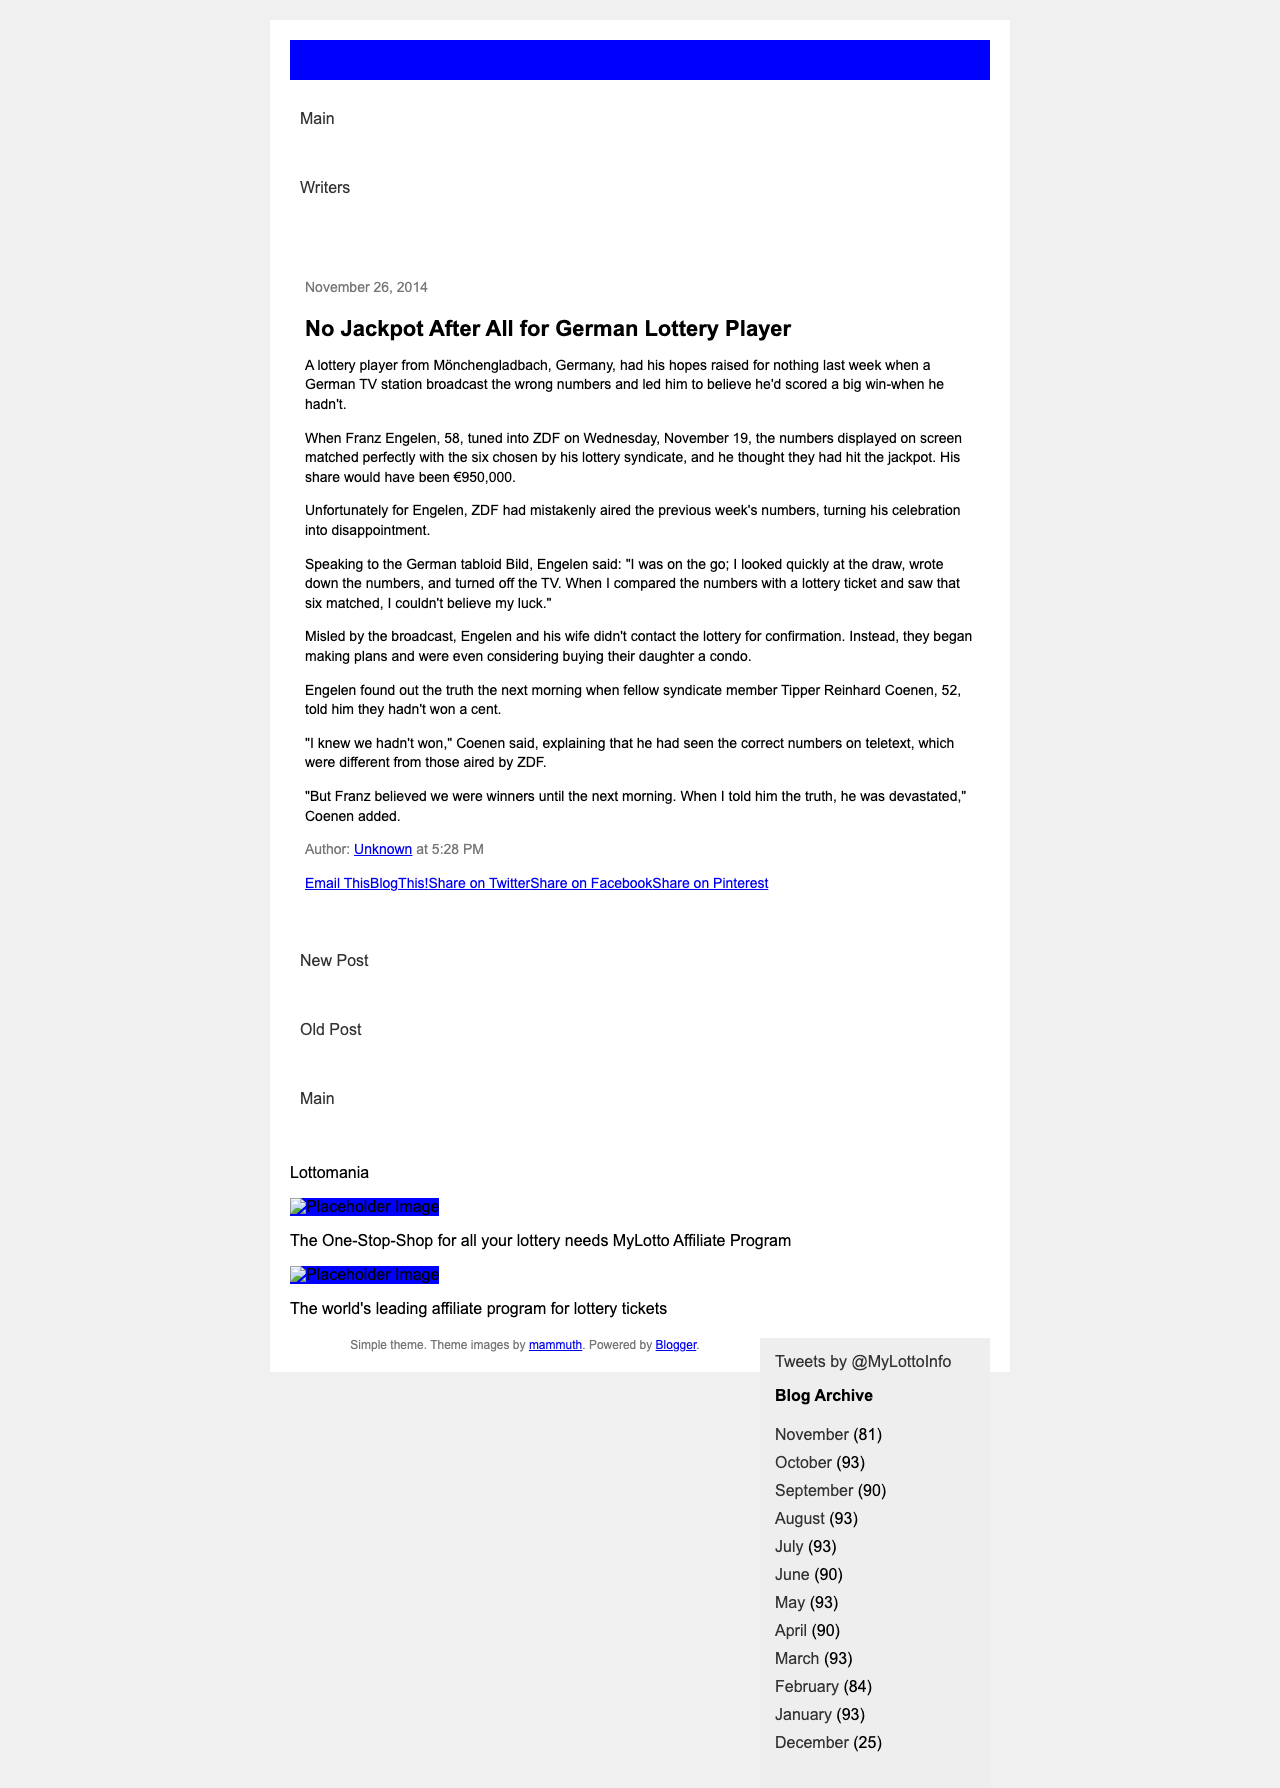 Main
Writers
November 26, 2014
No Jackpot After All for German Lottery Player
A lottery player from Mönchengladbach, Germany, had his hopes raised for nothing last week when a
German TV station broadcast the wrong numbers and led him to believe he'd scored a big win-when he
hadn't.
When Franz Engelen, 58, tuned into ZDF on Wednesday, November 19, the numbers displayed on screen
matched perfectly with the six chosen by his lottery syndicate, and he thought they had hit the jackpot. His
share would have been €950,000.
Unfortunately for Engelen, ZDF had mistakenly aired the previous week's numbers, turning his celebration
into disappointment.
Speaking to the German tabloid Bild, Engelen said: "I was on the go; I looked quickly at the draw, wrote
down the numbers, and turned off the TV. When I compared the numbers with a lottery ticket and saw that
six matched, I couldn't believe my luck."
Misled by the broadcast, Engelen and his wife didn't contact the lottery for confirmation. Instead, they began
making plans and were even considering buying their daughter a condo.
Engelen found out the truth the next morning when fellow syndicate member Tipper Reinhard Coenen, 52,
told him they hadn't won a cent.
"I knew we hadn't won," Coenen said, explaining that he had seen the correct numbers on teletext, which
were different from those aired by ZDF.
"But Franz believed we were winners until the next morning. When I told him the truth, he was devastated,"
Coenen added.
Author: Unknown at 5:28 PM
Email ThisBlogThis!Share on TwitterShare on FacebookShare on Pinterest
New Post
Old Post
Main
Lottomania
Placeholder Image
The One-Stop-Shop for all your lottery needs MyLotto Affiliate Program
Placeholder Image
The world's leading affiliate program for lottery tickets
Simple theme. Theme images by mammuth. Powered by Blogger.
Tweets by @MyLottoInfo
Blog Archive
November (81)
October (93)
September (90)
August (93)
July (93)
June (90)
May (93)
April (90)
March (93)
February (84)
January (93)
December (25)